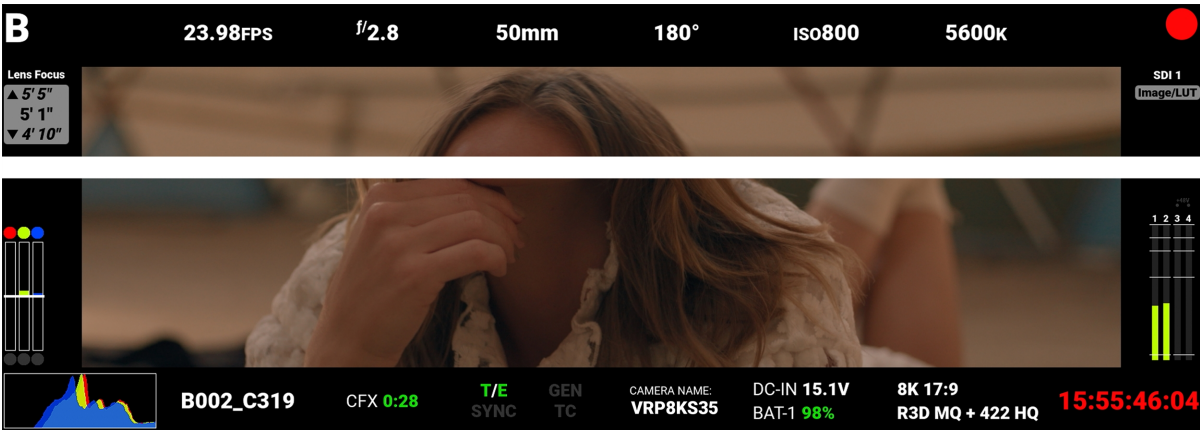 B 23.98FPS f/2.8 50mm 180° ISO800 5600K
Lens Focus
▲ 5' 5"
5' 1"
▼ 4' 10"
SDI 1
Image/LUT
+48V
1 2 3 4
B002_C319
CFX 0:28
T/E
SYNC
GEN
TC
CAMERA NAME:
VRP8KS35
DC-IN 15.1V
BAT-1 98%
8K 17:9
R3D MQ + 422 HQ
15:55:46:04